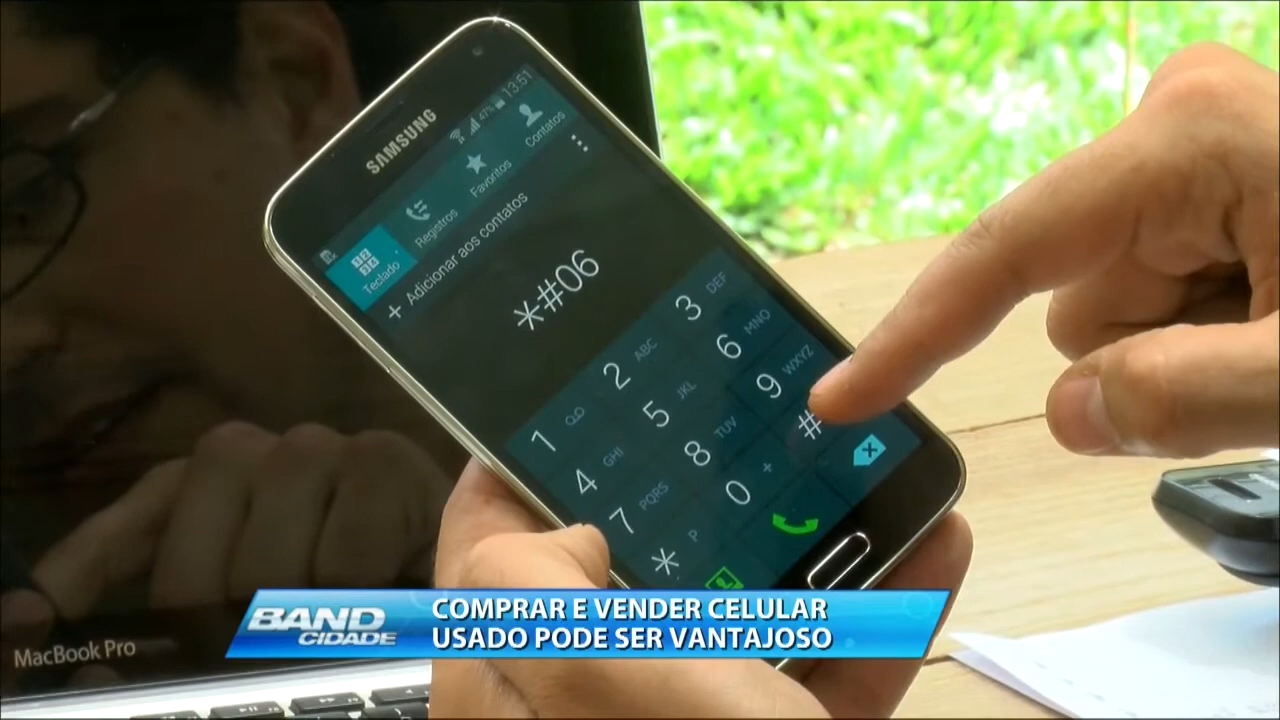 SAMSUNG
47% 13:51
Teclado
Registros
Favoritos
Contatos
+ Adicionar aos contatos
*#06
1
2 ABC
3 DEF
4 GHI
5 JKL
6 MNO
7 PQRS
8 TUV
9 WXYZ
* P
0 +
#
BAND
CIDADE
COMPRAR E VENDER CELULAR
USADO PODE SER VANTAJOSO
MacBook Pro